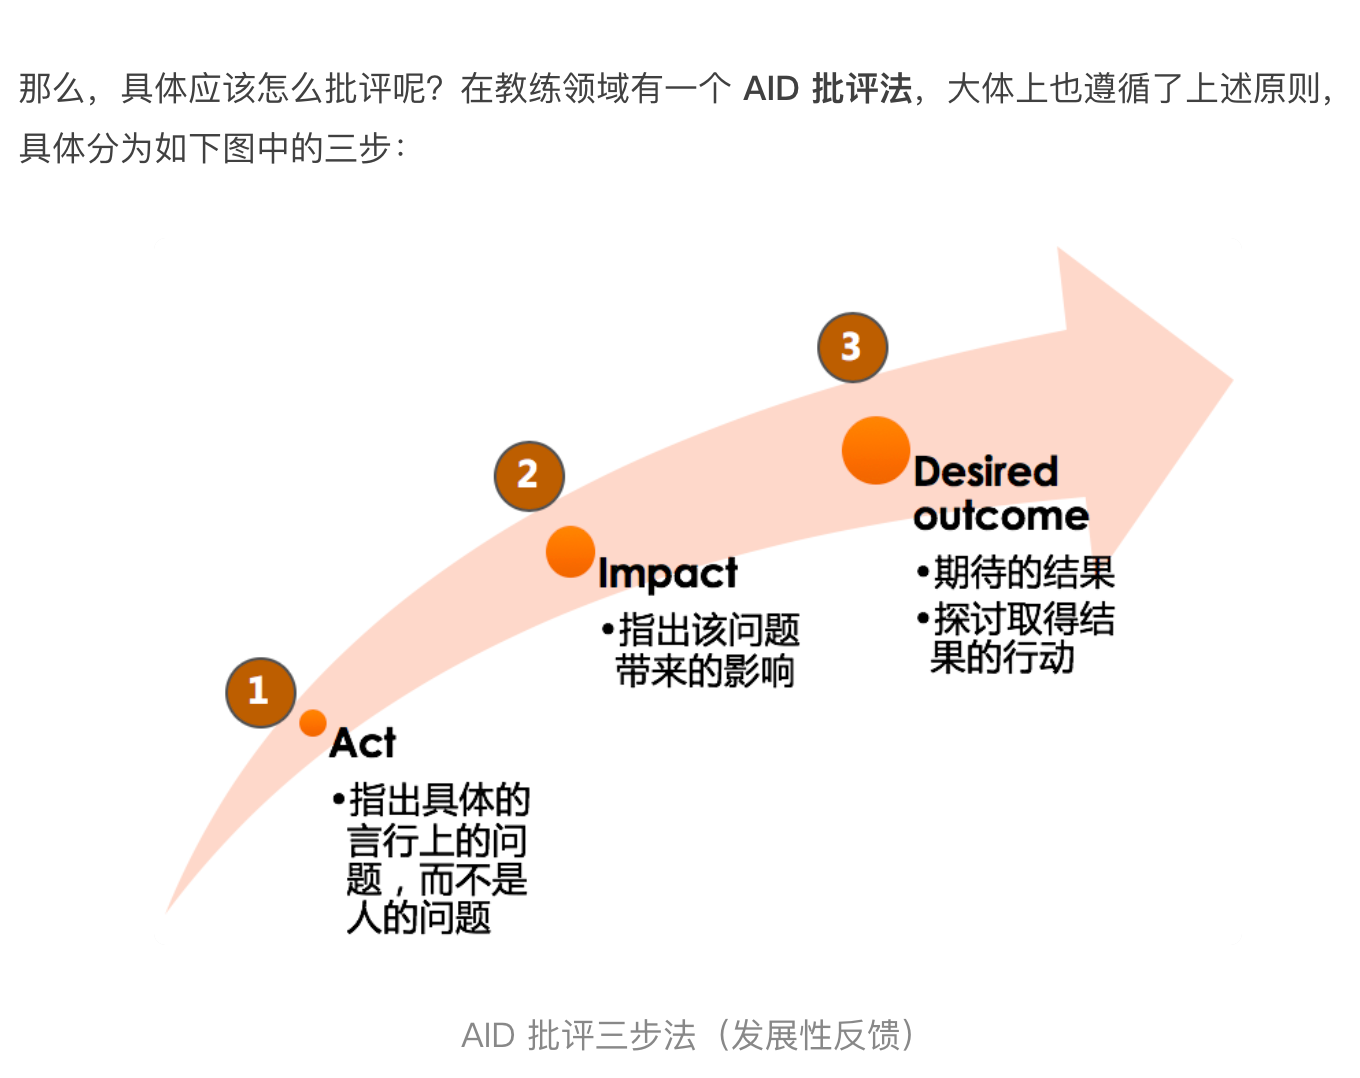 那么，具体应该怎么批评呢？在教练领域有一个 AID 批评法，大体上也遵循了上述原则，
具体分为如下图中的三步：
1
Act
•指出具体的
言行上的问
题，而不是
人的问题
2
Impact
•指出该问题
带来的影响
3
Desired
outcome
•期待的结果
•探讨取得结
果的行动
AID 批评三步法（发展性反馈）